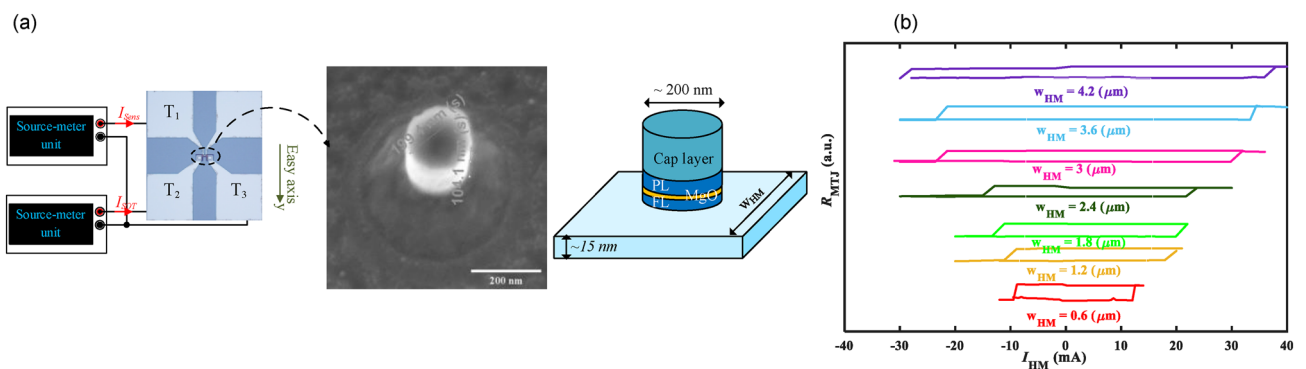 (a)
Source-meter
unit
I_Sens
T1
T2
T3
Source-meter
unit
I_SOT
Easy axis
y
104.1 nm (s)
200 nm
~ 200 nm
Cap layer
PL
MgO
FL
w_HM
~15 nm
(b)
R_MTJ (a.u.)
w_HM = 4.2 (μm)
w_HM = 3.6 (μm)
w_HM = 3 (μm)
w_HM = 2.4 (μm)
w_HM = 1.8 (μm)
w_HM = 1.2 (μm)
w_HM = 0.6 (μm)
-40 -30 -20 -10 0 10 20 30 40
I_HM (mA)